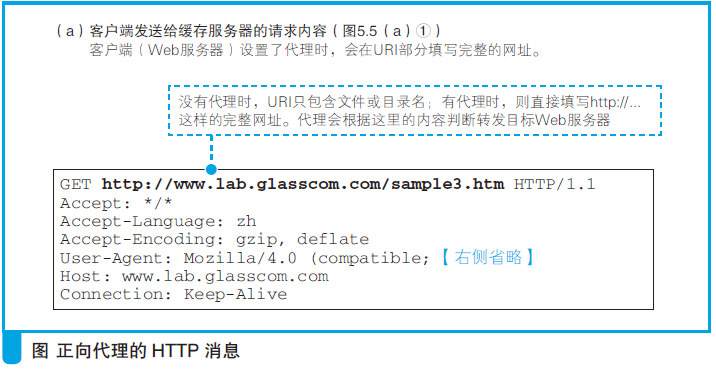 （a）客户端发送给缓存服务器的请求内容（图5.5（a）①）
客户端（Web服务器）设置了代理时，会在URI部分填写完整的网址。
没有代理时，URI只包含文件或目录名；有代理时，则直接填写http://...
这样的完整网址。代理会根据这里的内容判断转发目标Web服务器
GET http://www.lab.glasscom.com/sample3.htm HTTP/1.1
Accept: */*
Accept-Language: zh
Accept-Encoding: gzip, deflate
User-Agent: Mozilla/4.0 (compatible;【右侧省略】
Host: www.lab.glasscom.com
Connection: Keep-Alive
图 正向代理的 HTTP 消息